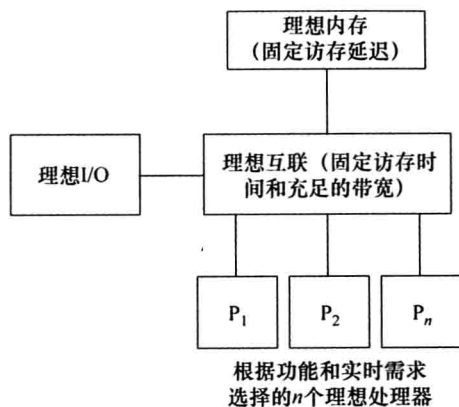 理想内存
（固定访存延迟）
理想I/O
理想互联（固定访存时
间和充足的带宽）
P1
P2
Pn
根据功能和实时需求
选择的n个理想处理器